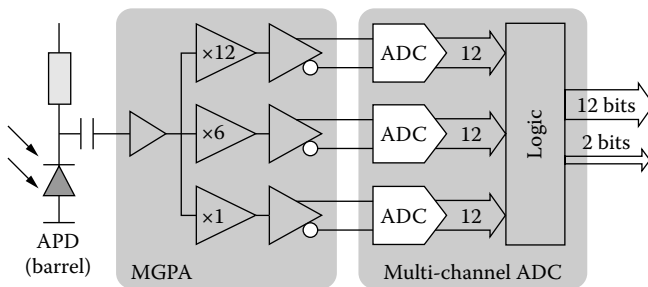 ×12
ADC
12
×6
ADC
12
Logic
12 bits
2 bits
×1
ADC
12
APD
(barrel)
MGPA
Multi-channel ADC